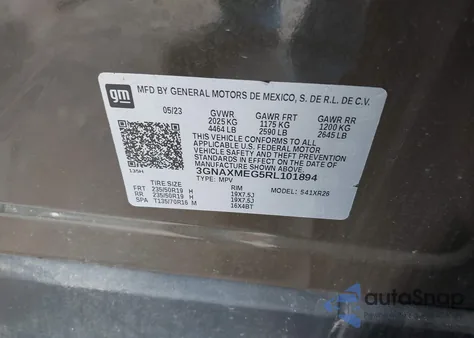 gm
MFD BY GENERAL MOTORS DE MEXICO, S. DE R.L. DE C.V.
05/23 GVWR GAWR FRT GAWR RR
2025 KG 1175 KG 1200 KG
4464 LB 2590 LB 2645 LB
THIS VEHICLE CONFORMS TO ALL
APPLICABLE U.S. FEDERAL MOTOR
VEHICLE SAFETY, BUMPER, AND
THEFT PREVENTION STANDARDS
IN EFFECT ON THE DATE OF
MANUFACTURE SHOWN ABOVE.
3GNAXMEG5RL101894
TYPE: MPV MODEL: S41XR26
TIRE SIZE RIM
FRT 235/50R19 H 19X7.5J
RR 235/50R19 H 19X7.5J
SPA T135/70R16 M 16X4BT
autoSnap